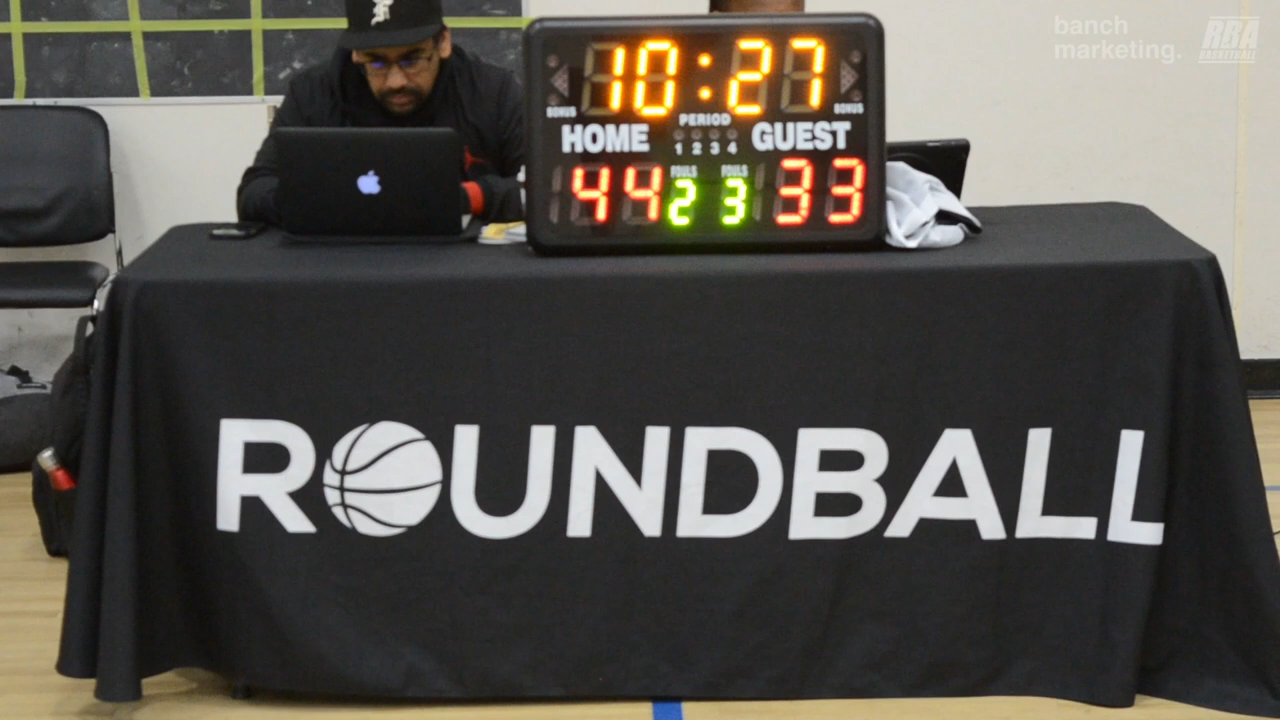 banch
marketing.
RBA
BASKETBALL
10:27
BONUS BONUS
PERIOD
HOME GUEST
1 2 3 4
FOULS FOULS
44 2 3 33
ROUNDBALL